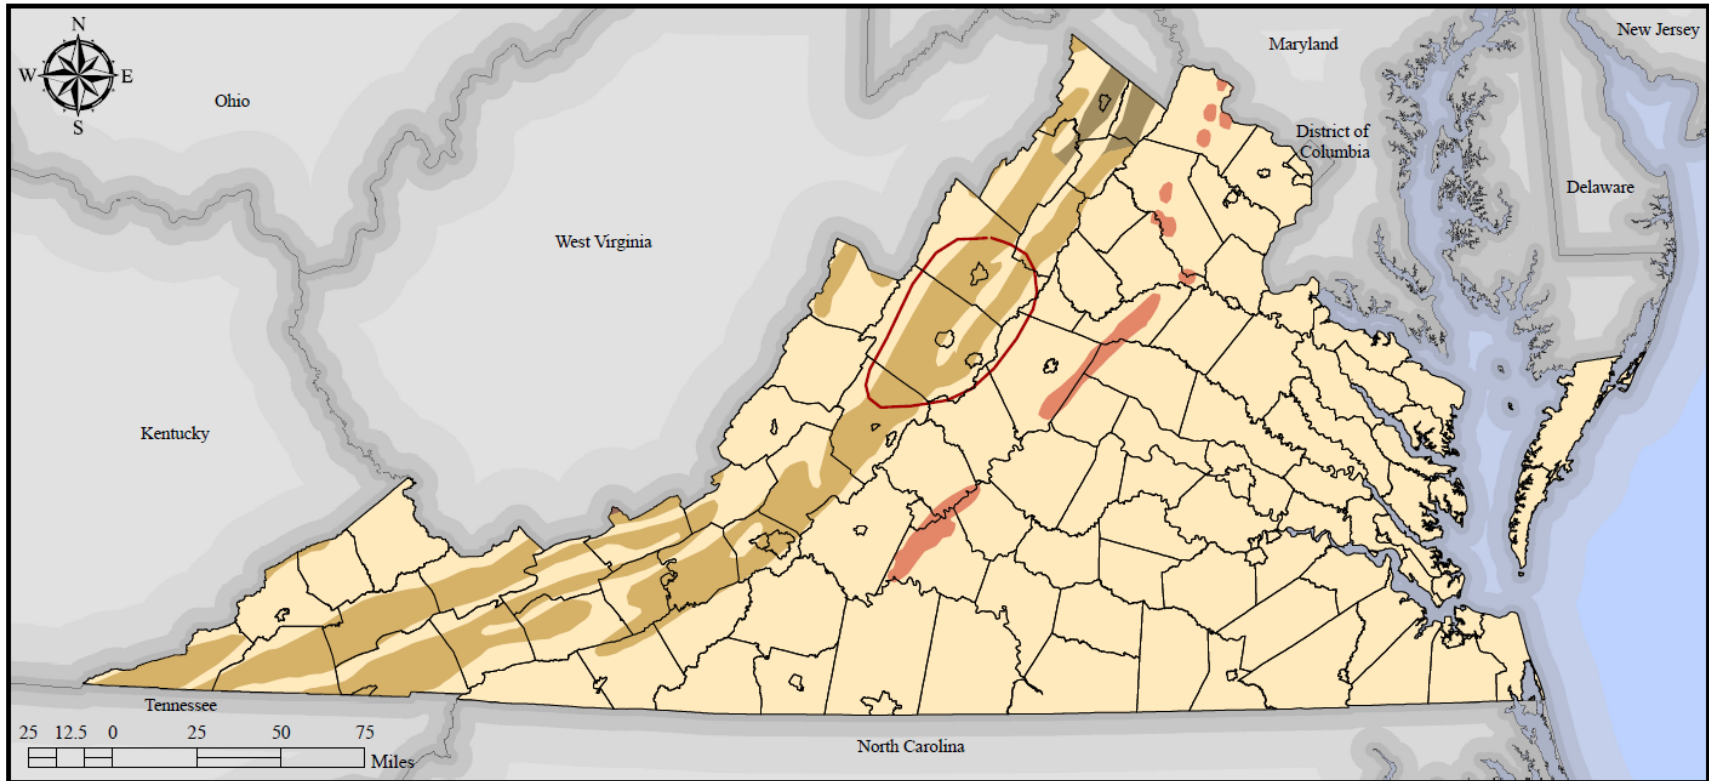 N
W
E
S
Ohio
Maryland
New Jersey
District of
Columbia
Delaware
West Virginia
Kentucky
Tennessee
North Carolina
25 12.5 0 25 50 75
Miles